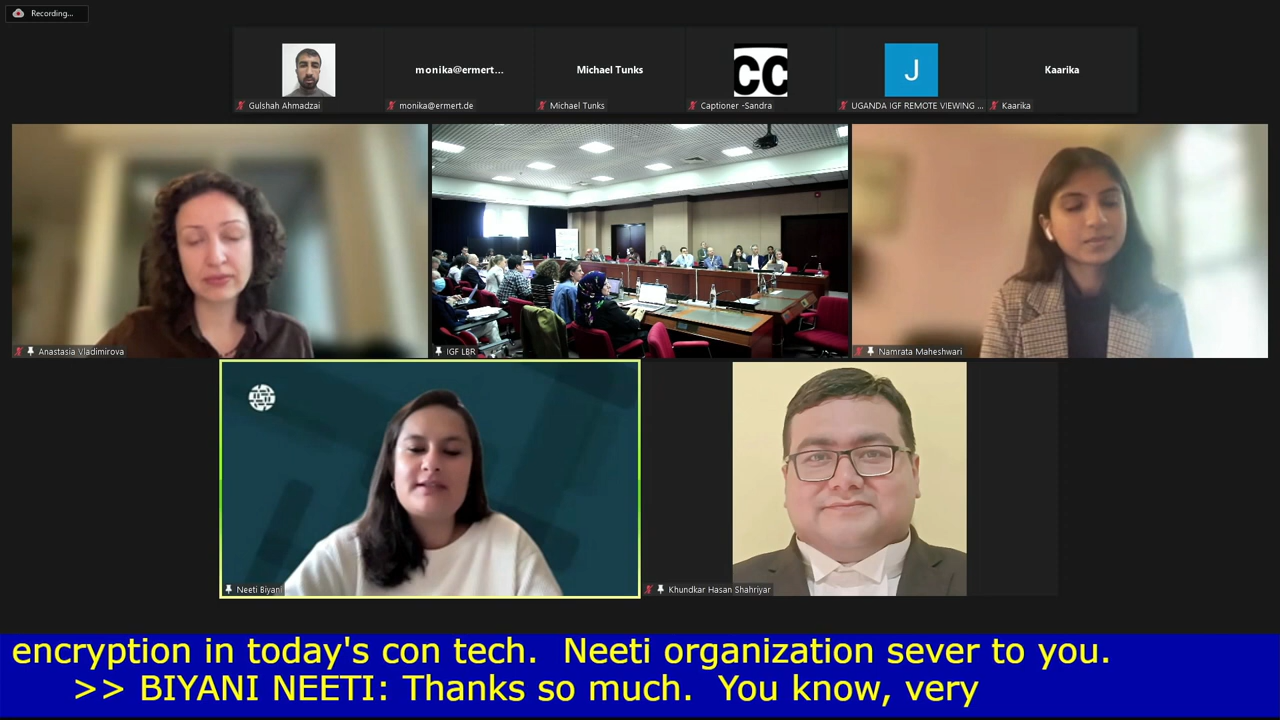 Recording...
monika@ermert...
Michael Tunks
CC
J
Kaarika
Gulshah Ahmadzai
monika@ermert.de
Michael Tunks
Captioner -Sandra
UGANDA IGF REMOTE VIEWING ...
Kaarika
Anastasia Vladimirova
IGF LBR
Namrata Maheshwari
Neeti Biyani
Khundkar Hasan Shahriyar
encryption in today's con tech.  Neeti organization sever to you.
>> BIYANI NEETI: Thanks so much.  You know, very